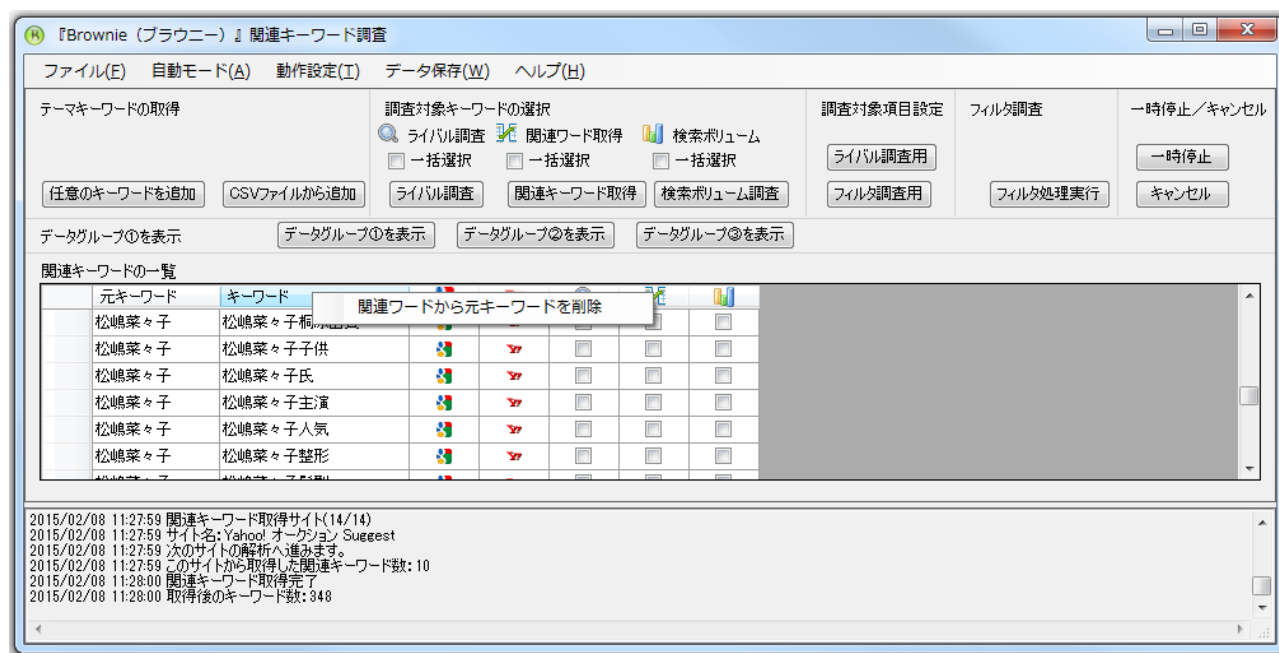 『Brownie（ブラウニー）』関連キーワード調査
ファイル(F) 自動モード(A) 動作設定(T) データ保存(W) ヘルプ(H)
テーマキーワードの取得 調査対象キーワードの選択 調査対象項目設定 フィルタ調査 一時停止／キャンセル
ライバル調査 関連ワード取得 検索ボリューム
一括選択 一括選択 一括選択 ライバル調査用 一時停止
任意のキーワードを追加 CSVファイルから追加 ライバル調査 関連キーワード取得 検索ボリューム調査 フィルタ調査用 フィルタ処理実行 キャンセル
データグループ①を表示 データグループ①を表示 データグループ②を表示 データグループ③を表示
関連キーワードの一覧
元キーワード キーワード
関連ワードから元キーワードを削除
松嶋菜々子 松嶋菜々子
松嶋菜々子 松嶋菜々子子供
松嶋菜々子 松嶋菜々子氏
松嶋菜々子 松嶋菜々子主演
松嶋菜々子 松嶋菜々子人気
松嶋菜々子 松嶋菜々子整形
2015/02/08 11:27:59 関連キーワード取得サイト(14/14)
2015/02/08 11:27:59 サイト名：Yahoo! オークション Suggest
2015/02/08 11:27:59 次のサイトの解析へ進みます。
2015/02/08 11:27:59 このサイトから取得した関連キーワード数：10
2015/02/08 11:28:00 関連キーワード取得完了
2015/02/08 11:28:00 取得後のキーワード数：348